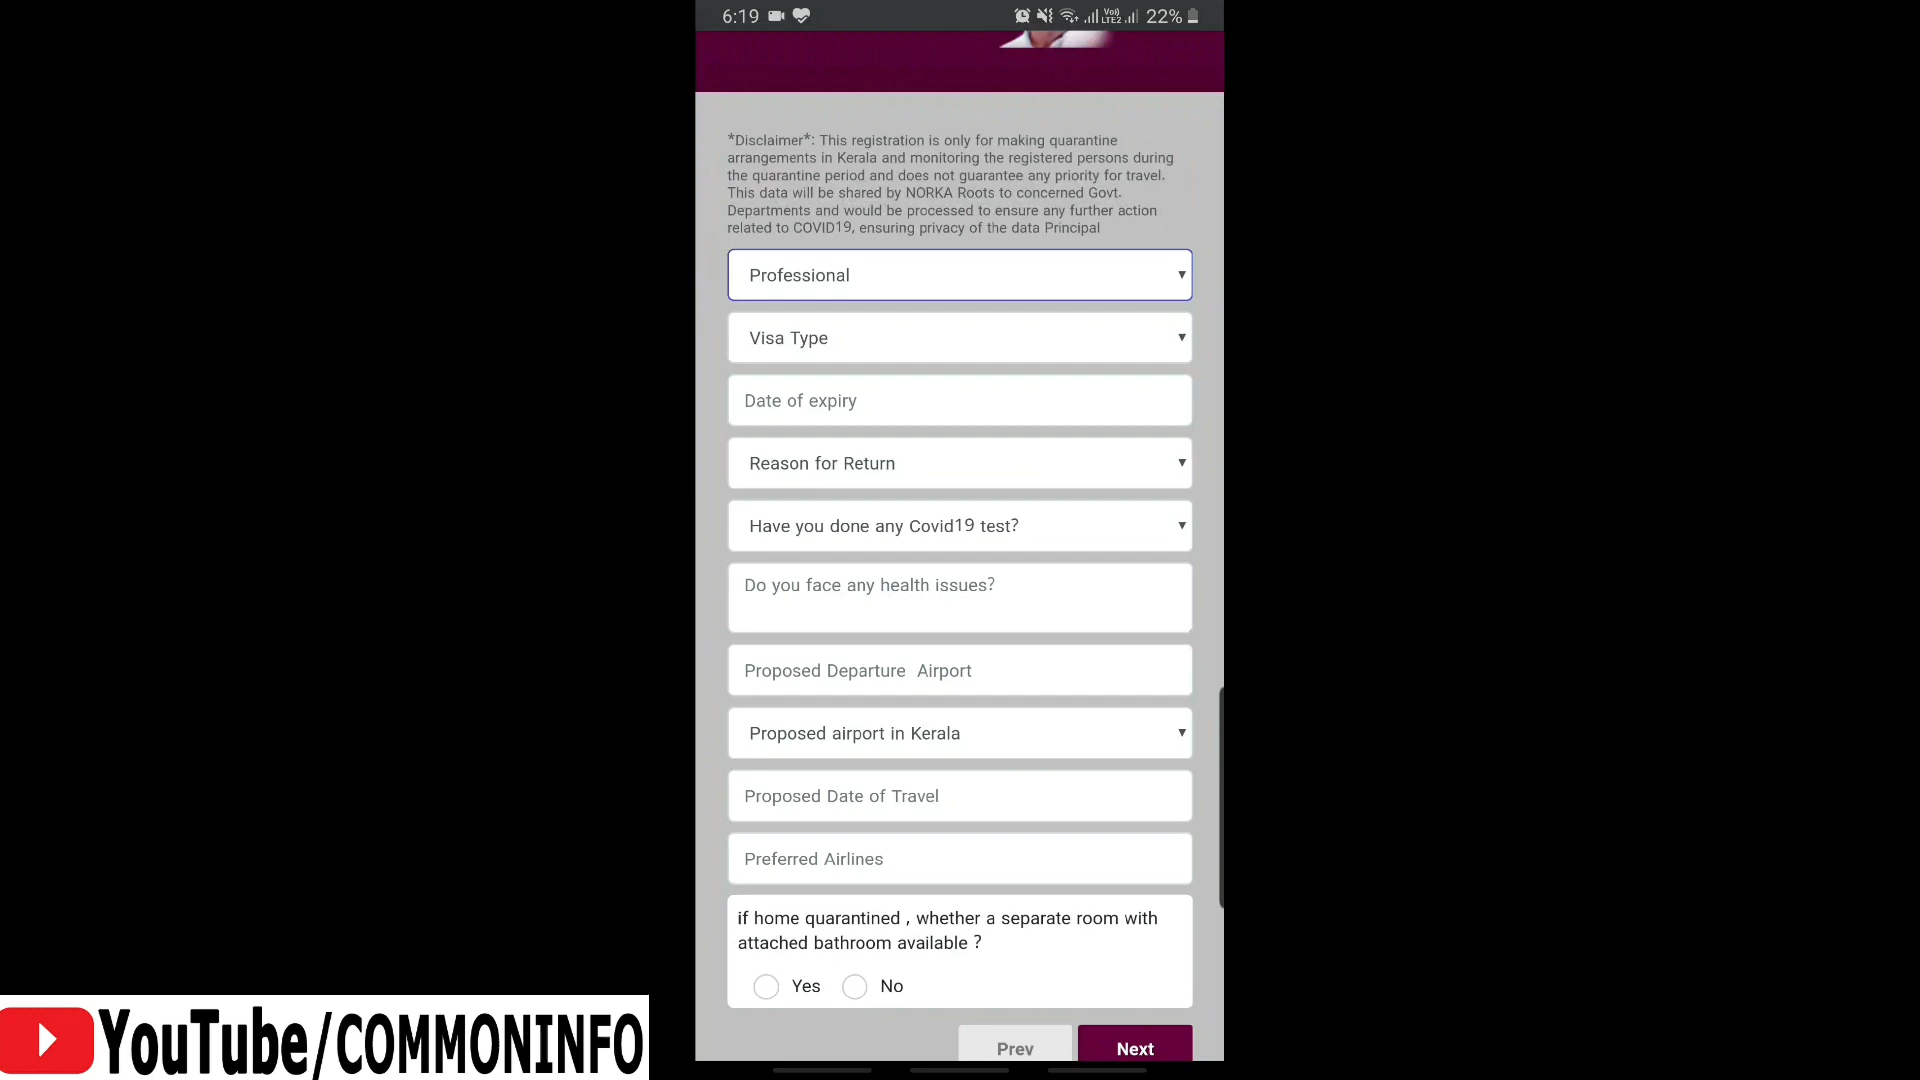 6:19
Vo)
LTE2
22%
*Disclaimer*: This registration is only for making quarantine
arrangements in Kerala and monitoring the registered persons during
the quarantine period and does not guarantee any priority for travel.
This data will be shared by NORKA Roots to concerned Govt.
Departments and would be processed to ensure any further action
related to COVID19, ensuring privacy of the data Principal
Professional
Visa Type
Date of expiry
Reason for Return
Have you done any Covid19 test?
Do you face any health issues?
Proposed Departure  Airport
Proposed airport in Kerala
Proposed Date of Travel
Preferred Airlines
if home quarantined , whether a separate room with
attached bathroom available ?
Yes No
Prev Next
YouTube/COMMONINFO